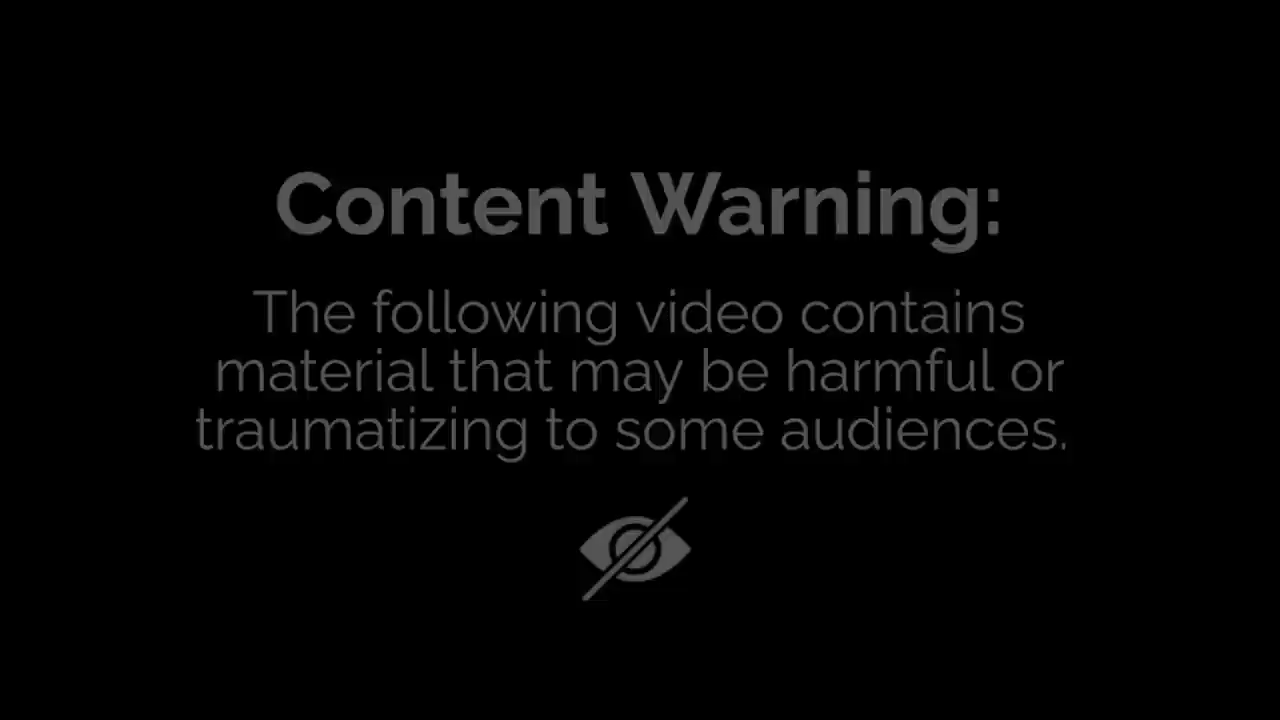 Content Warning:
The following video contains
material that may be harmful or
traumatizing to some audiences.